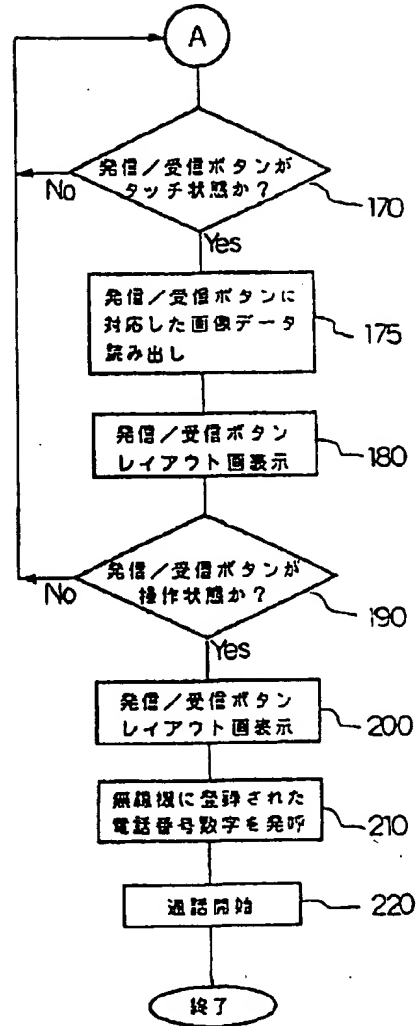 A
発信/受信ボタンが
タッチ状態か?
No
170
Yes
発信/受信ボタンに
対応した画像データ
読み出し
175
発信/受信ボタン
レイアウト画表示
180
発信/受信ボタンが
操作状態か?
No
190
Yes
発信/受信ボタン
レイアウト画表示
200
無線機に登録された
電話番号数字を発呼
210
通話開始
220
終了